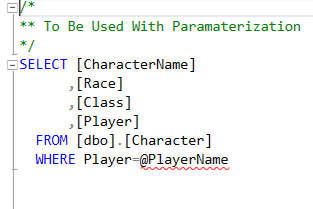 /*
** To Be Used With Paramaterization
*/
SELECT [CharacterName]
,[Race]
,[Class]
,[Player]
FROM [dbo].[Character]
WHERE Player=@PlayerName